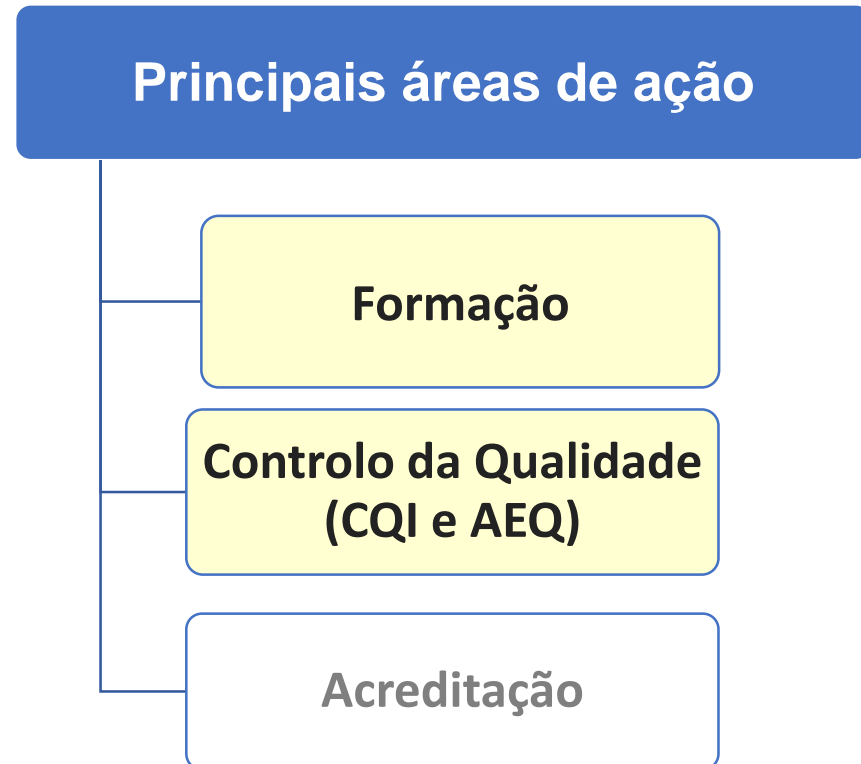 Principais áreas de ação
Formação
Controlo da Qualidade
(CQI e AEQ)
Acreditação